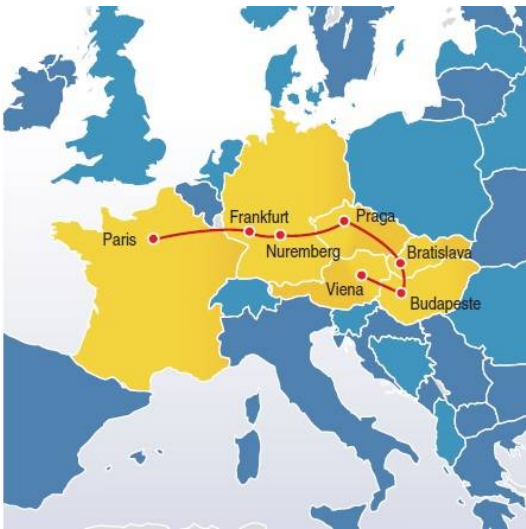 Frankfurt
Praga
Paris
Nuremberg
Bratislava
Viena
Budapeste